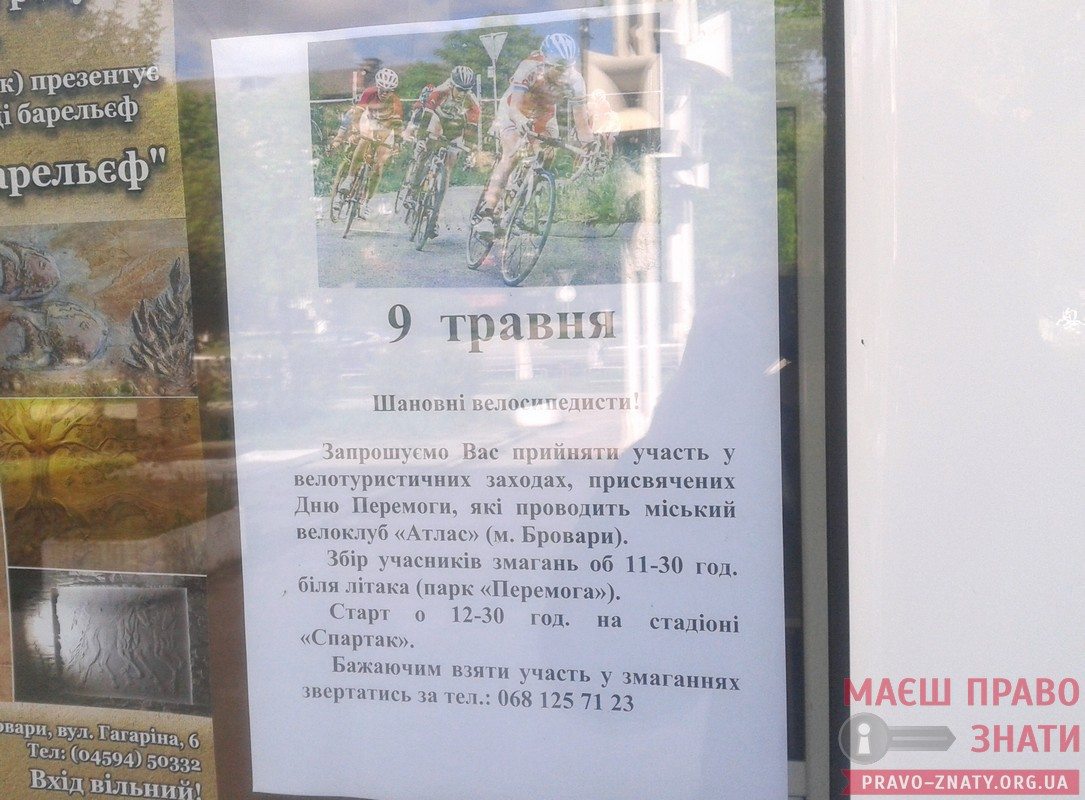 к) презентує
ді барельєф
арельєф"
9 травня
Шановні велосипедисти!
Запрошуємо Вас прийняти участь у
велотуристичних заходах, присвячених
Дню Перемоги, які проводить міський
велоклуб «Атлас» (м. Бровари).
Збір учасників змагань об 11-30 год.
біля літака (парк «Перемога»).
Старт о 12-30 год. на стадіоні
«Спартак».
Бажаючим взяти участь у змаганнях
звертатись за тел.: 068 125 71 23
овари, вул. Гагаріна, 6
Тел: (04594) 50332
Вхід вільний!
МАЄШ ПРАВО
ЗНАТИ
PRAVO-ZNATY.ORG.UA